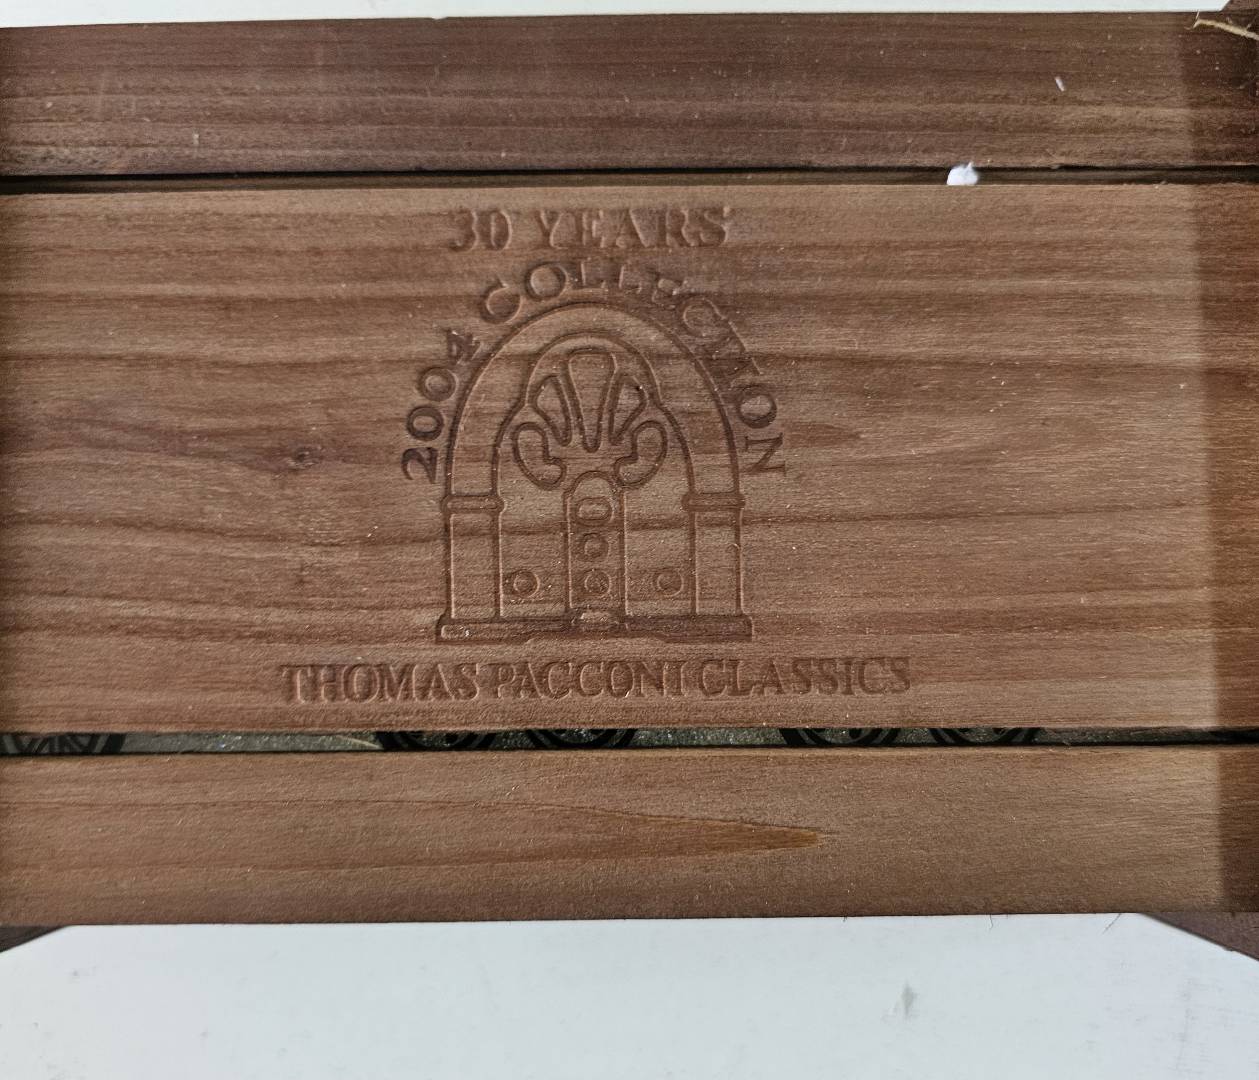 30 YEARS
2004 COLLECTION
THOMAS PACCONI CLASSICS